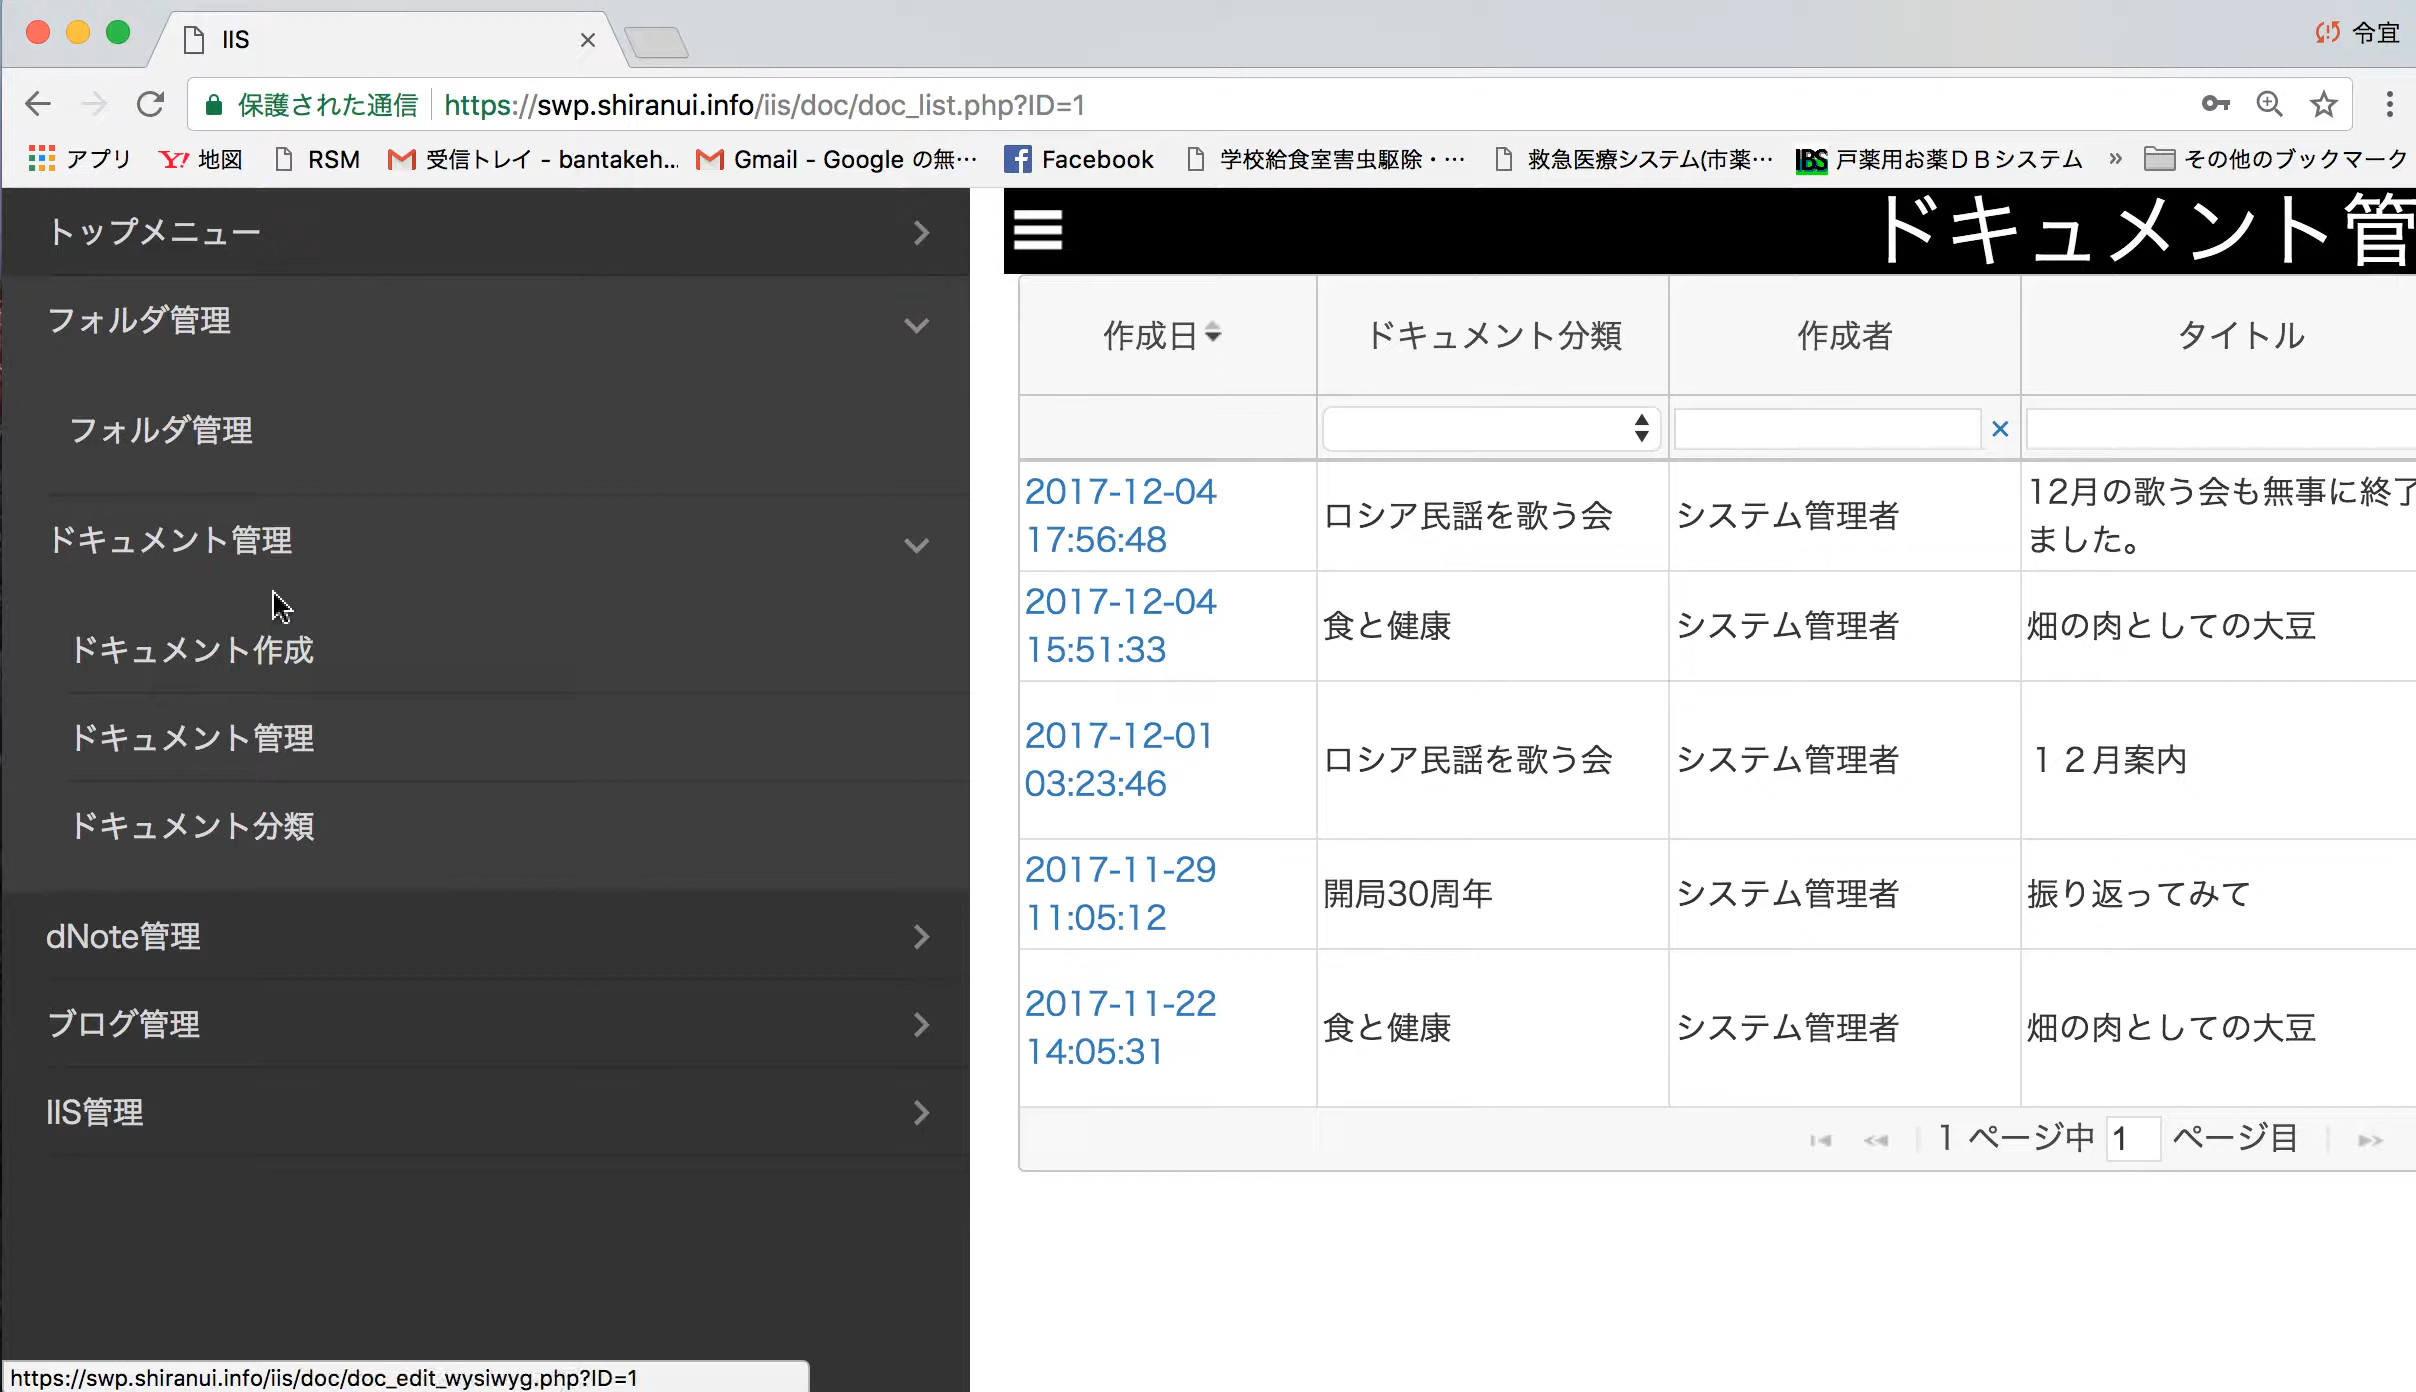 IIS
令宜
保護された通信 https://swp.shiranui.info/iis/doc/doc_list.php?ID=1
アプリ Y! 地図 RSM 受信トレイ - bantakeh... Gmail - Google の無… Facebook 学校給食室害虫駆除・… 救急医療システム(市薬… IBS 戸薬用お薬ＤＢシステム » その他のブックマーク
トップメニュー
フォルダ管理
フォルダ管理
ドキュメント管理
ドキュメント作成
ドキュメント管理
ドキュメント分類
dNote管理
ブログ管理
IIS管理
ドキュメント管
作成日 ドキュメント分類 作成者 タイトル
×
2017-12-04 17:56:48 ロシア民謡を歌う会 システム管理者 12月の歌う会も無事に終了
ました。
2017-12-04 15:51:33 食と健康 システム管理者 畑の肉としての大豆
2017-12-01 03:23:46 ロシア民謡を歌う会 システム管理者 １２月案内
2017-11-29 11:05:12 開局30周年 システム管理者 振り返ってみて
2017-11-22 14:05:31 食と健康 システム管理者 畑の肉としての大豆
1 ページ中 1 ページ目
https://swp.shiranui.info/iis/doc/doc_edit_wysiwyg.php?ID=1